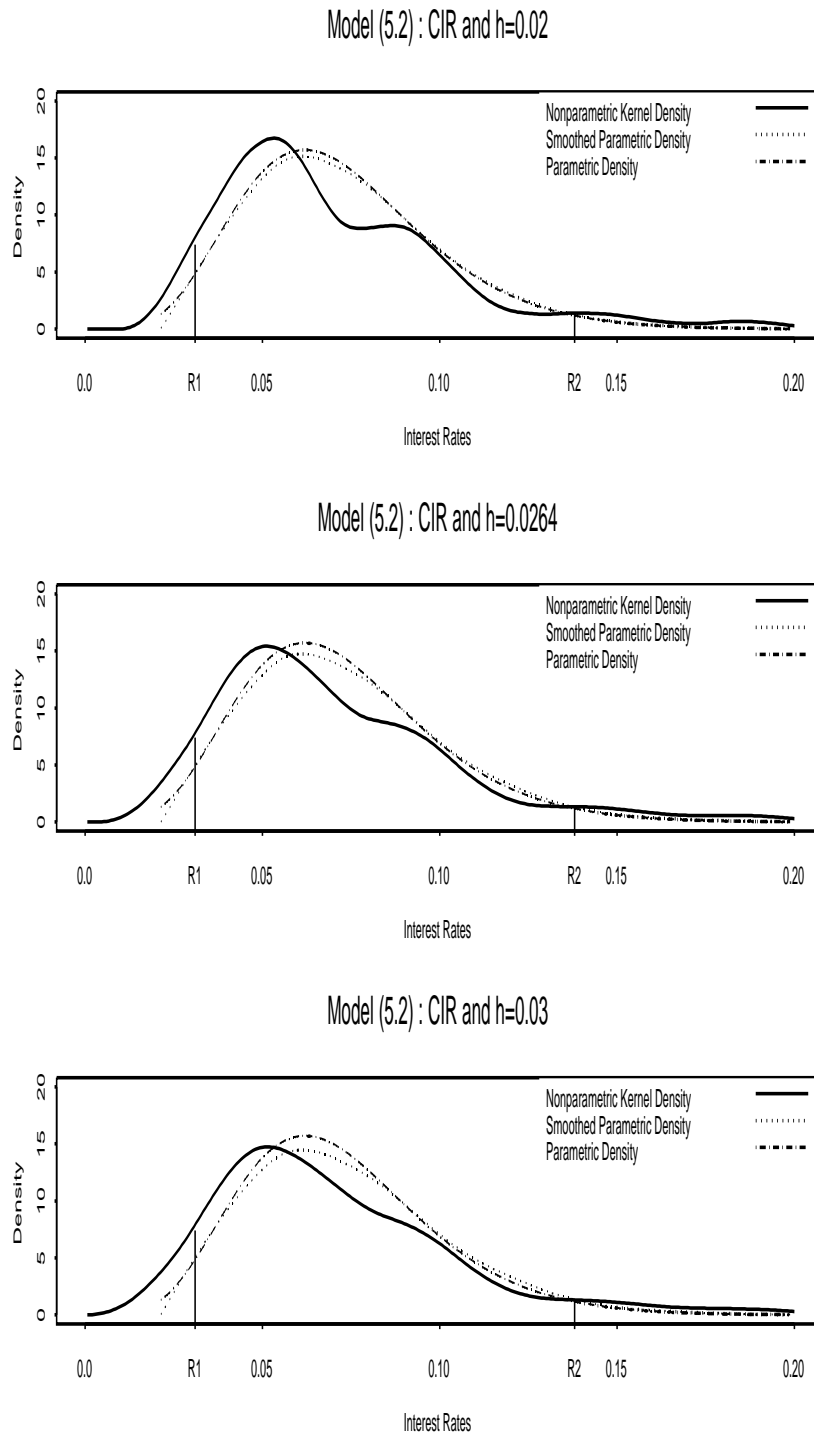 Model (5.2) : CIR and h=0.02
20
15
10
5
0
Density
Nonparametric Kernel Density
Smoothed Parametric Density
Parametric Density
0.0 R1 0.05 0.10 R2 0.15 0.20
Interest Rates
Model (5.2) : CIR and h=0.0264
20
15
10
5
0
Density
Nonparametric Kernel Density
Smoothed Parametric Density
Parametric Density
0.0 R1 0.05 0.10 R2 0.15 0.20
Interest Rates
Model (5.2) : CIR and h=0.03
20
15
10
5
0
Density
Nonparametric Kernel Density
Smoothed Parametric Density
Parametric Density
0.0 R1 0.05 0.10 R2 0.15 0.20
Interest Rates